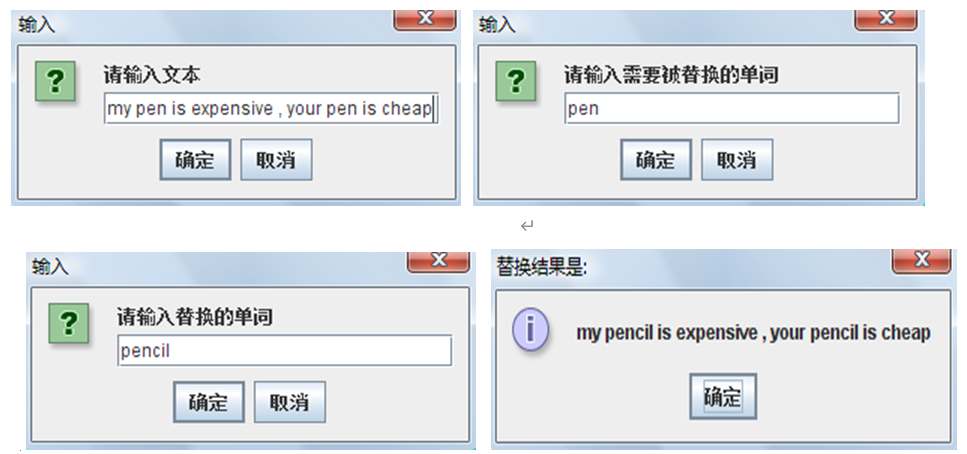 输入
请输入文本
my pen is expensive , your pen is cheap
确定 取消
输入
请输入需要被替换的单词
pen
确定 取消
输入
请输入替换的单词
pencil
确定 取消
替换结果是:
my pencil is expensive , your pencil is cheap
确定